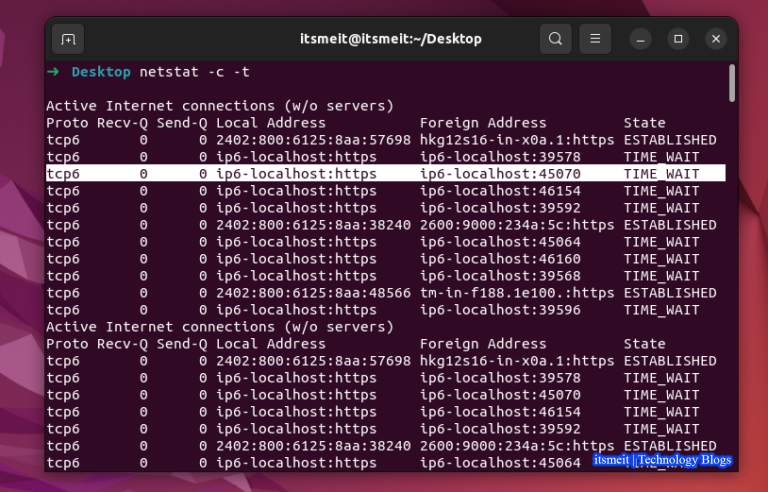 itsmeit@itsmeit:~/Desktop
➜ Desktop netstat -c -t
Active Internet connections (w/o servers)
Proto Recv-Q Send-Q Local Address Foreign Address State
tcp6 0 0 2402:800:6125:8aa:57698 hkg12s16-in-x0a.1:https ESTABLISHED
tcp6 0 0 ip6-localhost:https ip6-localhost:39578 TIME_WAIT
tcp6 0 0 ip6-localhost:https ip6-localhost:45070 TIME_WAIT
tcp6 0 0 ip6-localhost:https ip6-localhost:46154 TIME_WAIT
tcp6 0 0 ip6-localhost:https ip6-localhost:39592 TIME_WAIT
tcp6 0 0 2402:800:6125:8aa:38240 2600:9000:234a:5c:https ESTABLISHED
tcp6 0 0 ip6-localhost:https ip6-localhost:45064 TIME_WAIT
tcp6 0 0 ip6-localhost:https ip6-localhost:46160 TIME_WAIT
tcp6 0 0 ip6-localhost:https ip6-localhost:39568 TIME_WAIT
tcp6 0 0 2402:800:6125:8aa:48566 tm-in-f188.1e100.:https ESTABLISHED
tcp6 0 0 ip6-localhost:https ip6-localhost:39596 TIME_WAIT
Active Internet connections (w/o servers)
Proto Recv-Q Send-Q Local Address Foreign Address State
tcp6 0 0 2402:800:6125:8aa:57698 hkg12s16-in-x0a.1:https ESTABLISHED
tcp6 0 0 ip6-localhost:https ip6-localhost:39578 TIME_WAIT
tcp6 0 0 ip6-localhost:https ip6-localhost:45070 TIME_WAIT
tcp6 0 0 ip6-localhost:https ip6-localhost:46154 TIME_WAIT
tcp6 0 0 ip6-localhost:https ip6-localhost:39592 TIME_WAIT
tcp6 0 0 2402:800:6125:8aa:38240 2600:9000:234a:5c:https ESTABLISHED
tcp6 0 0 ip6-localhost:https ip6-localhost:45064 TIME_WAIT
itsmeit | Technology Blogs